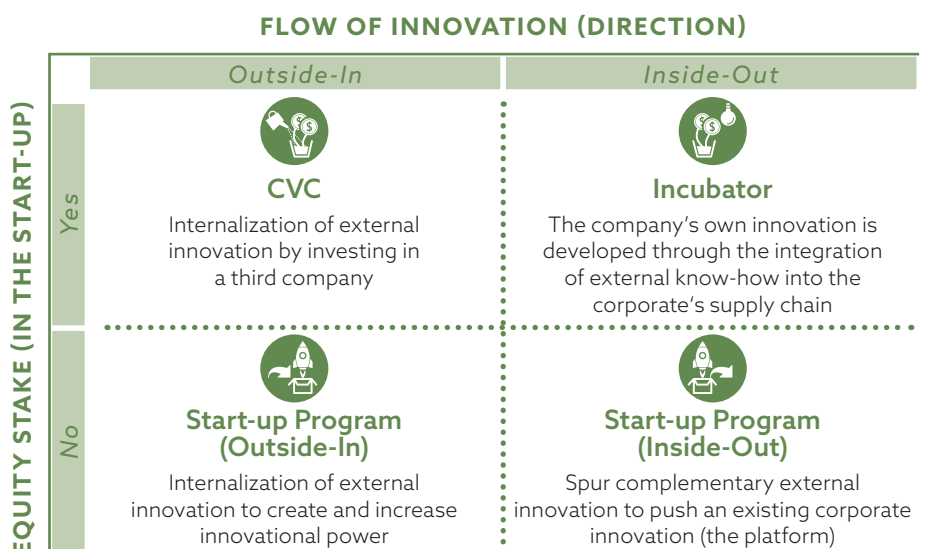 FLOW OF INNOVATION (DIRECTION)
Outside-In
Inside-Out
EQUITY STAKE (IN THE START-UP)
Yes
CVC
Internalization of external
innovation by investing in
a third company
Incubator
The company's own innovation is
developed through the integration
of external know-how into the
corporate‘s supply chain
No
Start-up Program
(Outside-In)
Internalization of external
innovation to create and increase
innovational power
Start-up Program
(Inside-Out)
Spur complementary external
innovation to push an existing corporate
innovation (the platform)